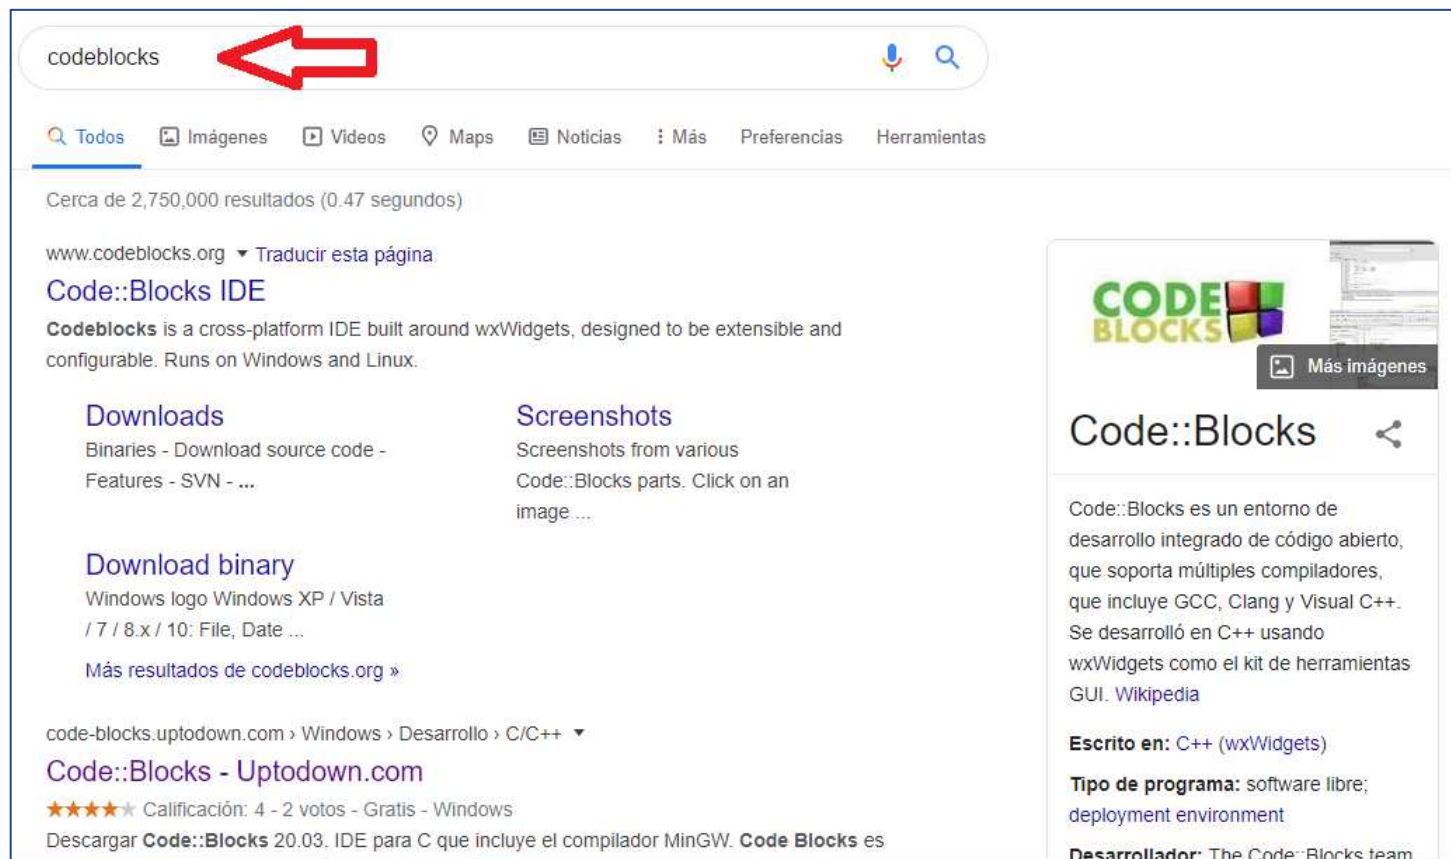 codeblocks
Todos Imágenes Videos Maps Noticias Más Preferencias Herramientas
Cerca de 2,750,000 resultados (0.47 segundos)
www.codeblocks.org Traducir esta página
Code::Blocks IDE
Codeblocks is a cross-platform IDE built around wxWidgets, designed to be extensible and
configurable. Runs on Windows and Linux.
Downloads
Binaries - Download source code -
Features - SVN - ...
Screenshots
Screenshots from various
Code::Blocks parts. Click on an
image ...
Download binary
Windows logo Windows XP / Vista
/ 7 / 8.x / 10: File, Date ...
Más resultados de codeblocks.org »
code-blocks.uptodown.com › Windows › Desarrollo › C/C++
Code::Blocks - Uptodown.com
Calificación: 4 - 2 votos - Gratis - Windows
Descargar Code::Blocks 20.03. IDE para C que incluye el compilador MinGW. Code Blocks es
CODE
BLOCKS
Más imágenes
Code::Blocks
Code::Blocks es un entorno de
desarrollo integrado de código abierto,
que soporta múltiples compiladores,
que incluye GCC, Clang y Visual C++.
Se desarrolló en C++ usando
wxWidgets como el kit de herramientas
GUI. Wikipedia
Escrito en: C++ (wxWidgets)
Tipo de programa: software libre;
deployment environment
Desarrollador: The Code::Blocks team